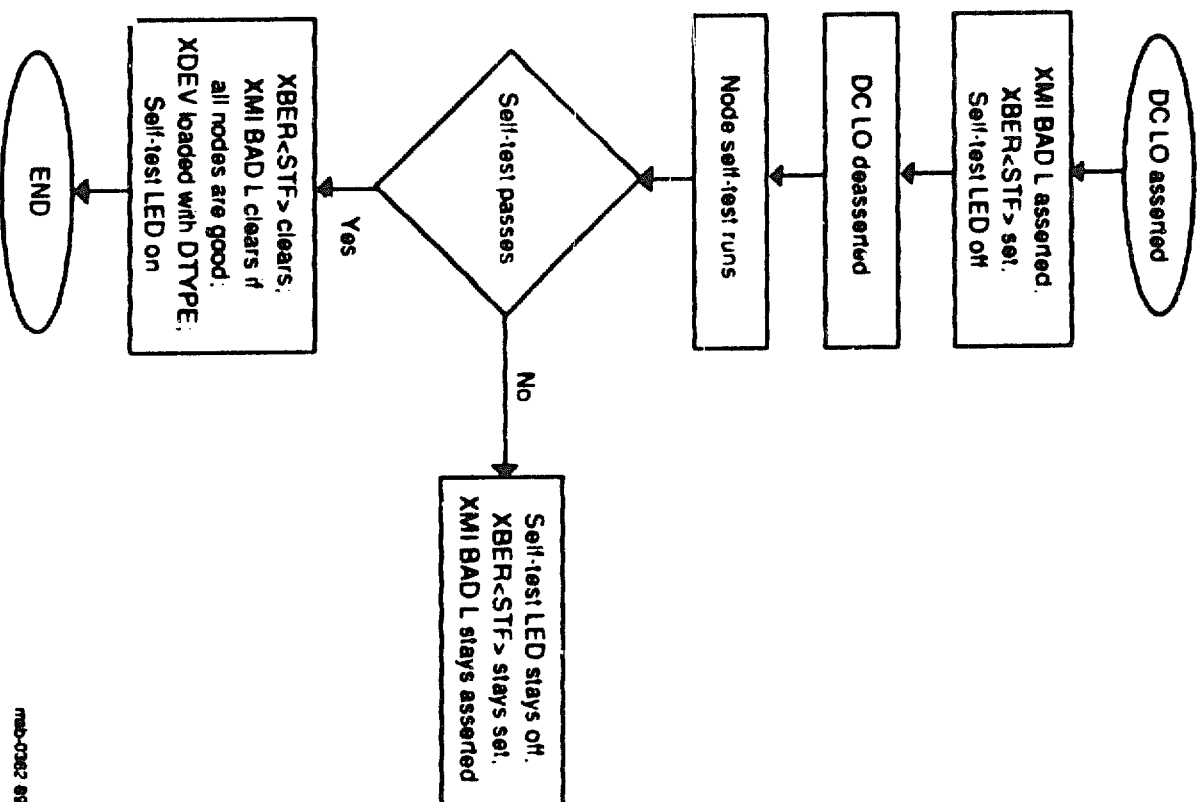 DC LO asserted
XMI BAD L asserted.
XBER<STF> set.
Self-test LED off
DC LO deasserted
Node self-test runs
Self-test passes
No
Self-test LED stays off.
XBER<STF> stays set.
XMI BAD L stays asserted
Yes
XBER<STF> clears;
XMI BAD L clears if
all nodes are good;
XDEV loaded with DTYPE;
Self-test LED on
END
msb-0362 89